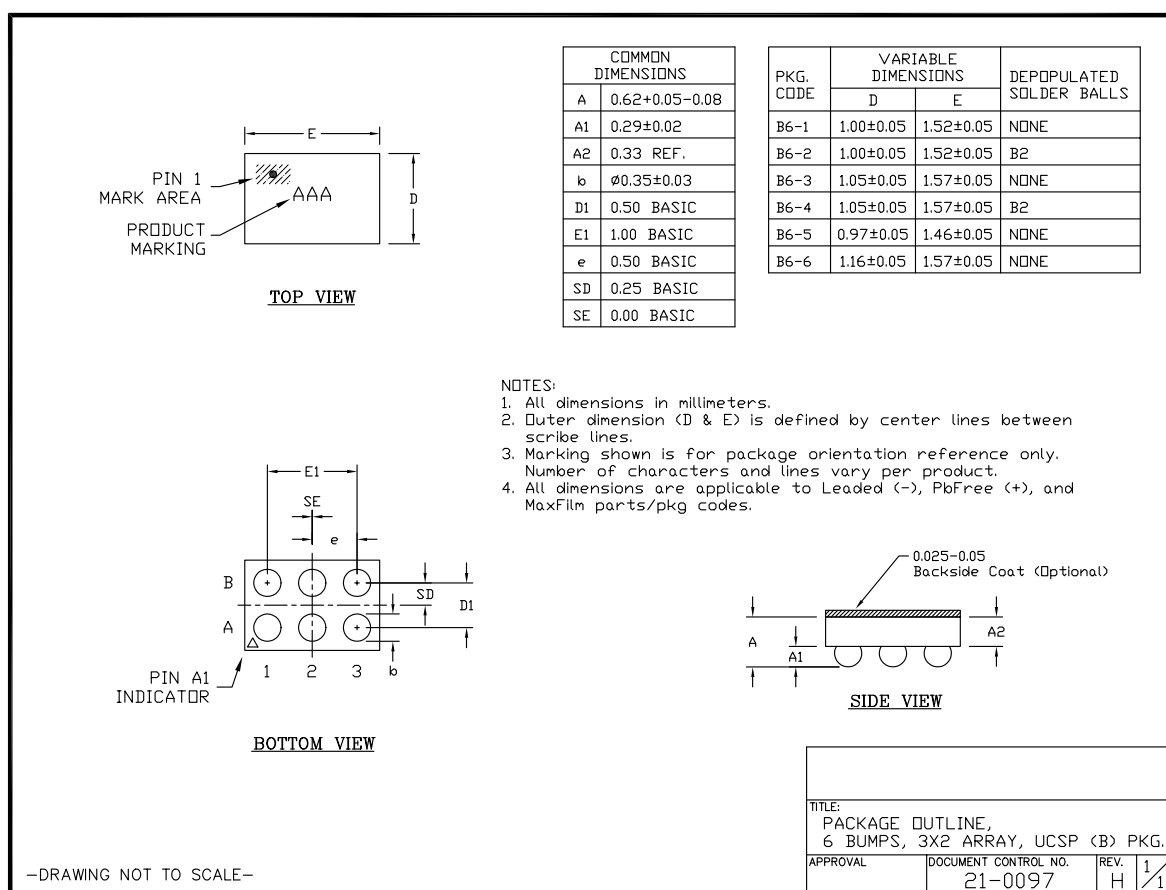 E
PIN 1
MARK AREA
AAA
D
PRODUCT
MARKING
TOP VIEW
COMMON
DIMENSIONS
A 0.62+0.05-0.08
A1 0.29±0.02
A2 0.33 REF.
b ø0.35±0.03
D1 0.50 BASIC
E1 1.00 BASIC
e 0.50 BASIC
SD 0.25 BASIC
SE 0.00 BASIC
PKG. CODE VARIABLE DIMENSIONS DEPOPULATED SOLDER BALLS
D E
B6-1 1.00±0.05 1.52±0.05 NONE
B6-2 1.00±0.05 1.52±0.05 B2
B6-3 1.05±0.05 1.57±0.05 NONE
B6-4 1.05±0.05 1.57±0.05 B2
B6-5 0.97±0.05 1.46±0.05 NONE
B6-6 1.16±0.05 1.57±0.05 NONE
NOTES:
1. All dimensions in millimeters.
2. Outer dimension (D & E) is defined by center lines between
scribe lines.
3. Marking shown is for package orientation reference only.
Number of characters and lines vary per product.
4. All dimensions are applicable to Leaded (-), PbFree (+), and
MaxFilm parts/pkg codes.
E1
SE
e
B
SD
D1
A
PIN A1
INDICATOR
1 2 3 b
BOTTOM VIEW
0.025-0.05
Backside Coat (Optional)
A
A1
A2
SIDE VIEW
TITLE:
PACKAGE OUTLINE,
6 BUMPS, 3X2 ARRAY, UCSP (B) PKG.
APPROVAL DOCUMENT CONTROL NO. REV.
21-0097 H 1/1
-DRAWING NOT TO SCALE-